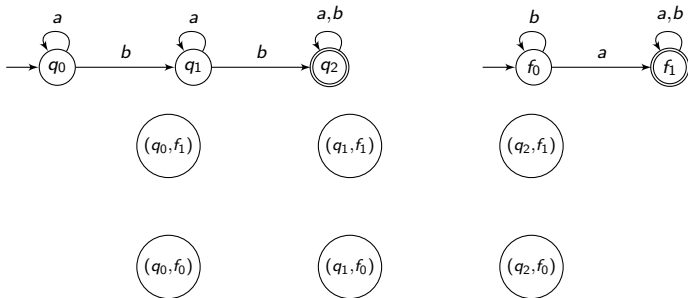 a a a,b b a,b
b b a
q0 q1 q2 f0 f1
(q0,f1) (q1,f1) (q2,f1)
(q0,f0) (q1,f0) (q2,f0)